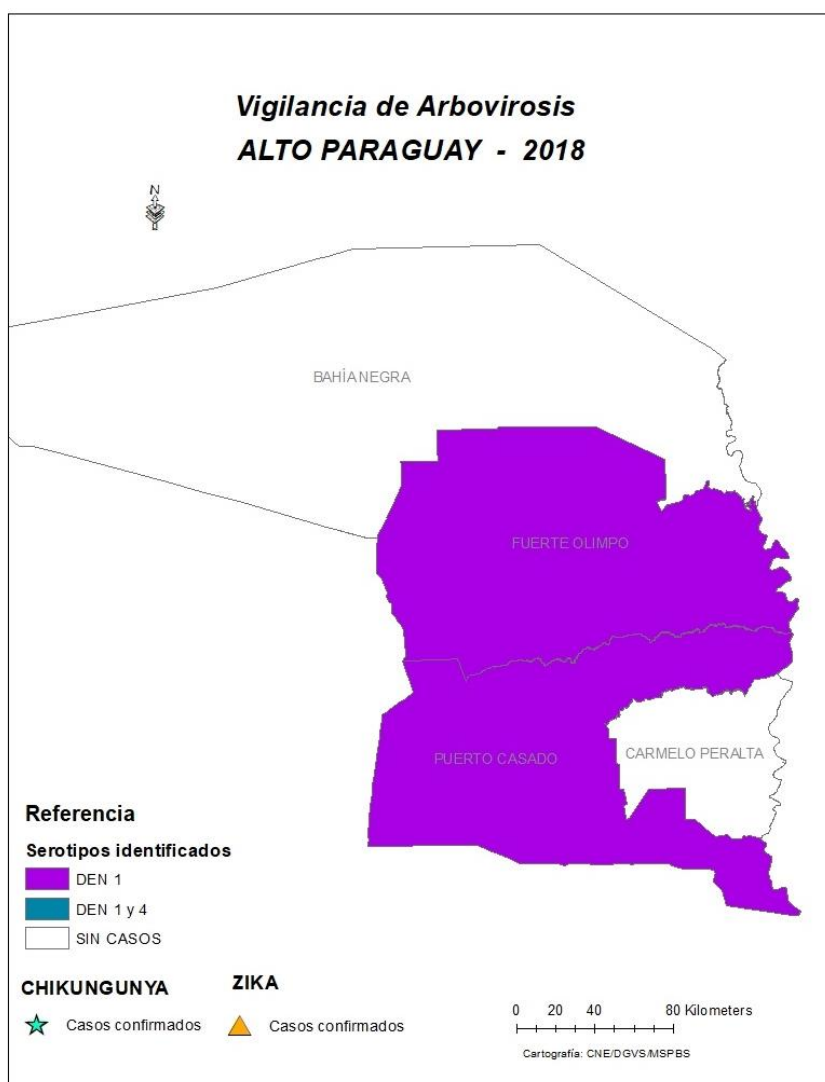 Vigilancia de Arbovirosis
ALTO PARAGUAY - 2018
N
BAHÍA NEGRA
FUERTE OLIMPO
PUERTO CASADO
CARMELO PERALTA
Referencia
Serotipos identificados
DEN 1
DEN 1 y 4
SIN CASOS
CHIKUNGUNYA
Casos confirmados
ZIKA
Casos confirmados
0 20 40 80 Kilometers
Cartografía: CNE/DGVS/MSPBS